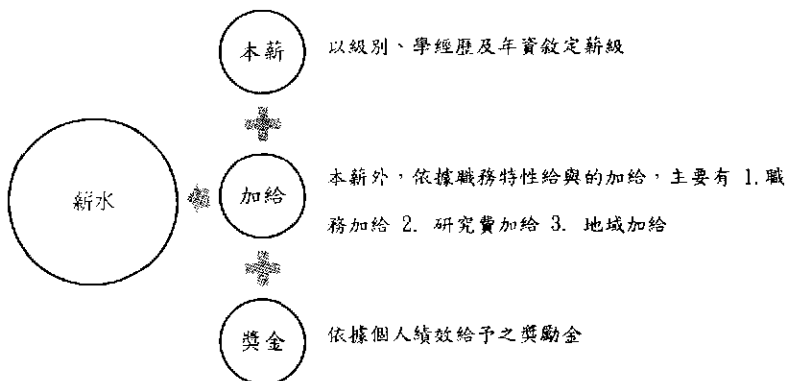 本薪
以級別、學經歷及年資敘定薪級
薪水
加給
本薪外，依據職務特性給與的加給，主要有 1. 職
務加給 2. 研究費加給 3. 地域加給
獎金
依據個人績效給予之獎勵金